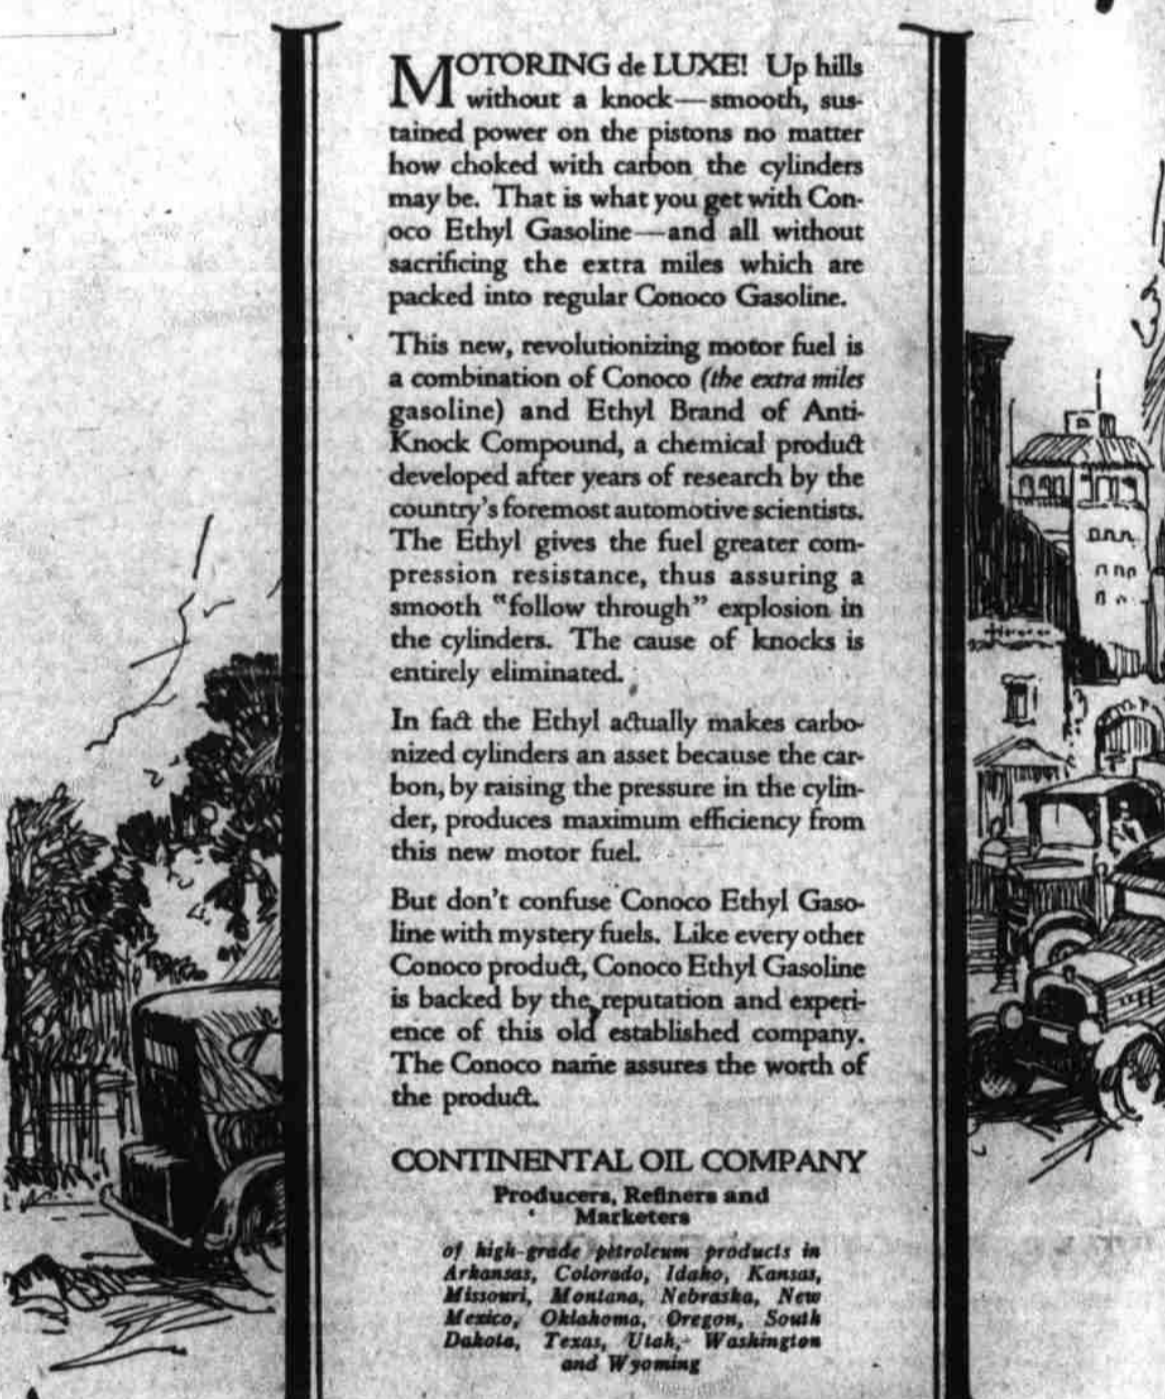 MOTORING de LUXE! Up hills
without a knock—smooth, sus-
tained power on the pistons no matter
how choked with carbon the cylinders
may be. That is what you get with Con-
oco Ethyl Gasoline—and all without
sacrificing the extra miles which are
packed into regular Conoco Gasoline.
This new, revolutionizing motor fuel is
a combination of Conoco (the extra miles
gasoline) and Ethyl Brand of Anti-
Knock Compound, a chemical product
developed after years of research by the
country's foremost automotive scientists.
The Ethyl gives the fuel greater com-
pression resistance, thus assuring a
smooth "follow through" explosion in
the cylinders. The cause of knocks is
entirely eliminated.
In fact the Ethyl actually makes carbo-
nized cylinders an asset because the car-
bon, by raising the pressure in the cylin-
der, produces maximum efficiency from
this new motor fuel.
But don't confuse Conoco Ethyl Gaso-
line with mystery fuels. Like every other
Conoco product, Conoco Ethyl Gasoline
is backed by the reputation and experi-
ence of this old established company.
The Conoco name assures the worth of
the product.
CONTINENTAL OIL COMPANY
Producers, Refiners and
Marketers
of high-grade petroleum products in
Arkansas, Colorado, Idaho, Kansas,
Missouri, Montana, Nebraska, New
Mexico, Oklahoma, Oregon, South
Dakota, Texas, Utah, Washington
and Wyoming